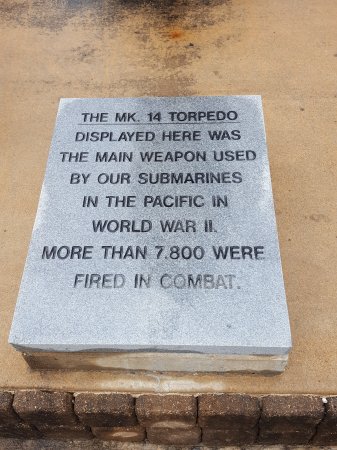 THE MK. 14 TORPEDO
DISPLAYED HERE WAS
THE MAIN WEAPON USED
BY OUR SUBMARINES
IN THE PACIFIC IN
WORLD WAR II.
MORE THAN 7.800 WERE
FIRED IN COMBAT.